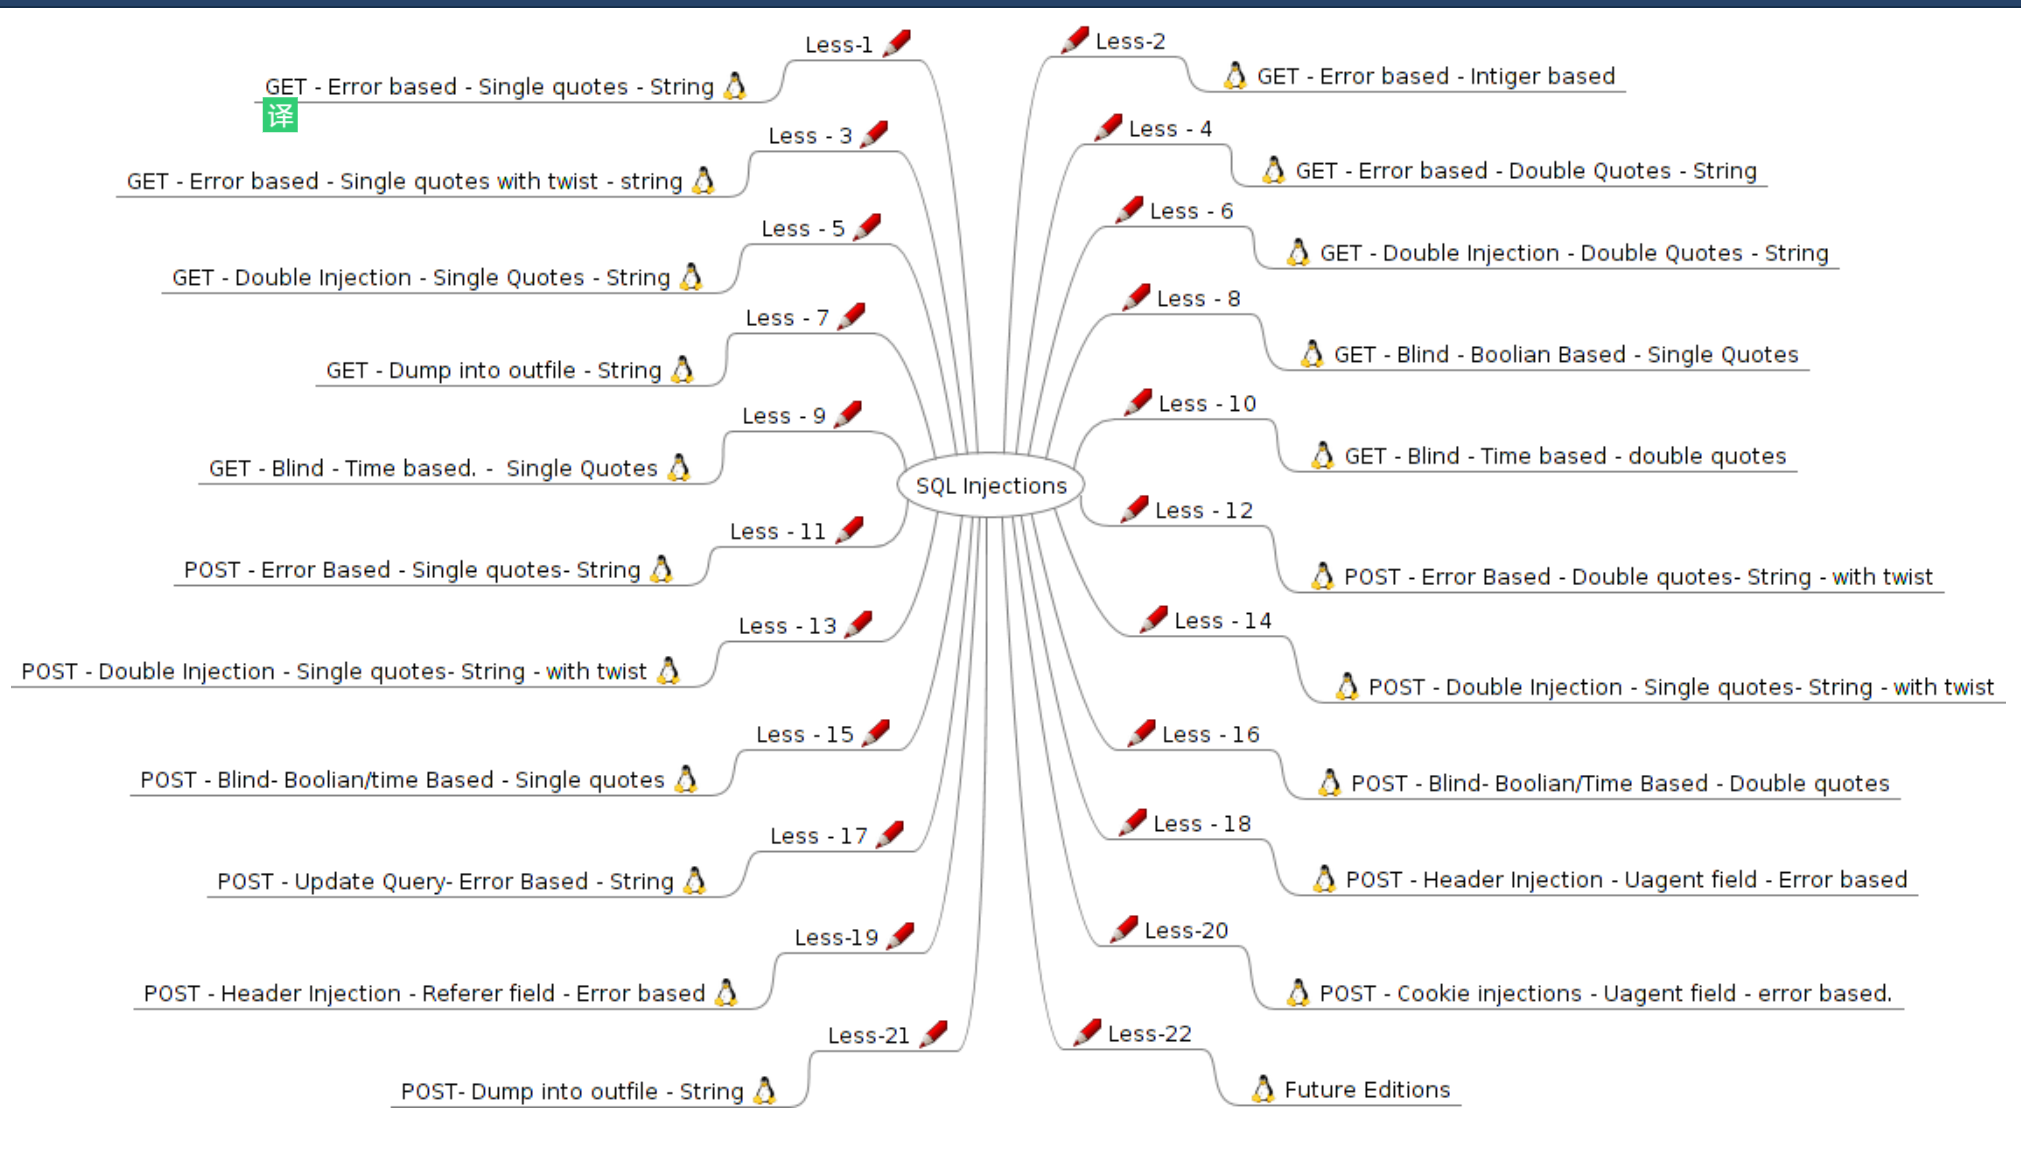 Less-1
GET - Error based - Single quotes - String
译
Less - 3
GET - Error based - Single quotes with twist - string
Less - 5
GET - Double Injection - Single Quotes - String
Less - 7
GET - Dump into outfile - String
Less - 9
GET - Blind - Time based. -  Single Quotes
Less - 11
POST - Error Based - Single quotes- String
Less - 13
POST - Double Injection - Single quotes- String - with twist
Less - 15
POST - Blind- Boolian/time Based - Single quotes
Less - 17
POST - Update Query- Error Based - String
Less-19
POST - Header Injection - Referer field - Error based
Less-21
POST- Dump into outfile - String
SQL Injections
Less-2
GET - Error based - Intiger based
Less - 4
GET - Error based - Double Quotes - String
Less - 6
GET - Double Injection - Double Quotes - String
Less - 8
GET - Blind - Boolian Based - Single Quotes
Less - 10
GET - Blind - Time based - double quotes
Less - 12
POST - Error Based - Double quotes- String - with twist
Less - 14
POST - Double Injection - Single quotes- String - with twist
Less - 16
POST - Blind- Boolian/Time Based - Double quotes
Less - 18
POST - Header Injection - Uagent field - Error based
Less-20
POST - Cookie injections - Uagent field - error based.
Less-22
Future Editions